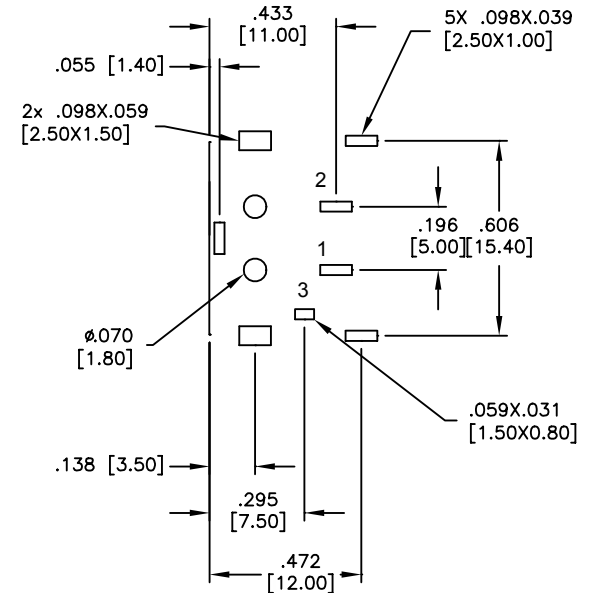 .433
[11.00]
5X .098X.039
[2.50X1.00]
.055 [1.40]
2x .098X.059
[2.50X1.50]
2
.196 .606
[5.00][15.40]
1
3
ø.070
[1.80]
.059X.031
[1.50X0.80]
.138 [3.50]
.295
[7.50]
.472
[12.00]